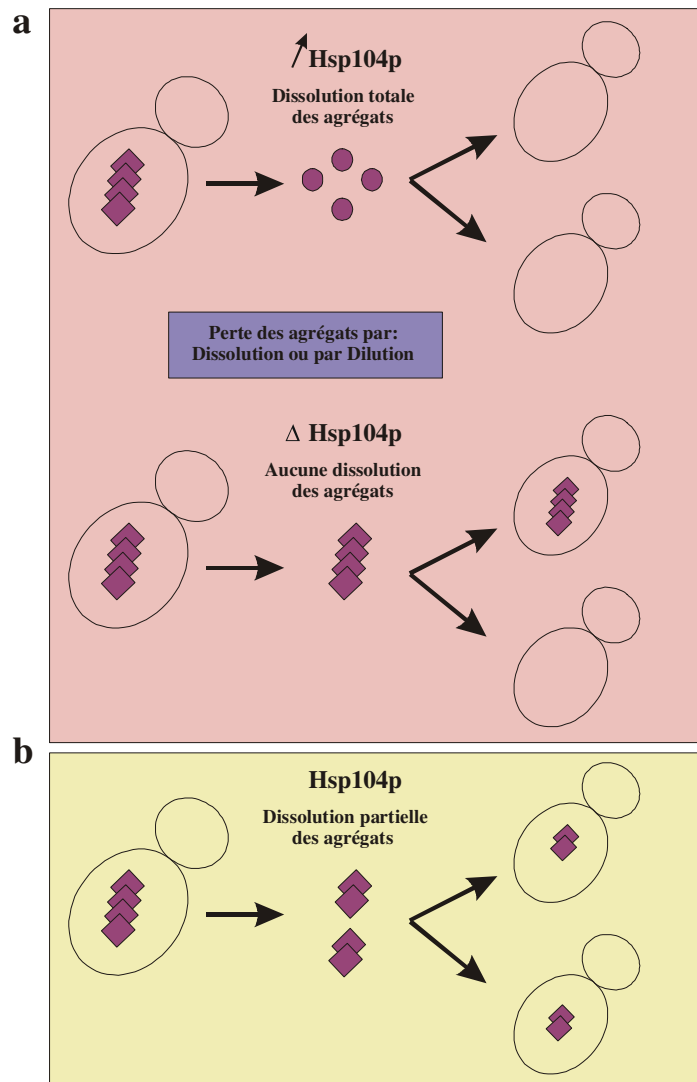 a
Hsp104p
Dissolution totale
des agrégats
Perte des agrégats par:
Dissolution ou par Dilution
Δ Hsp104p
Aucune dissolution
des agrégats
b
Hsp104p
Dissolution partielle
des agrégats